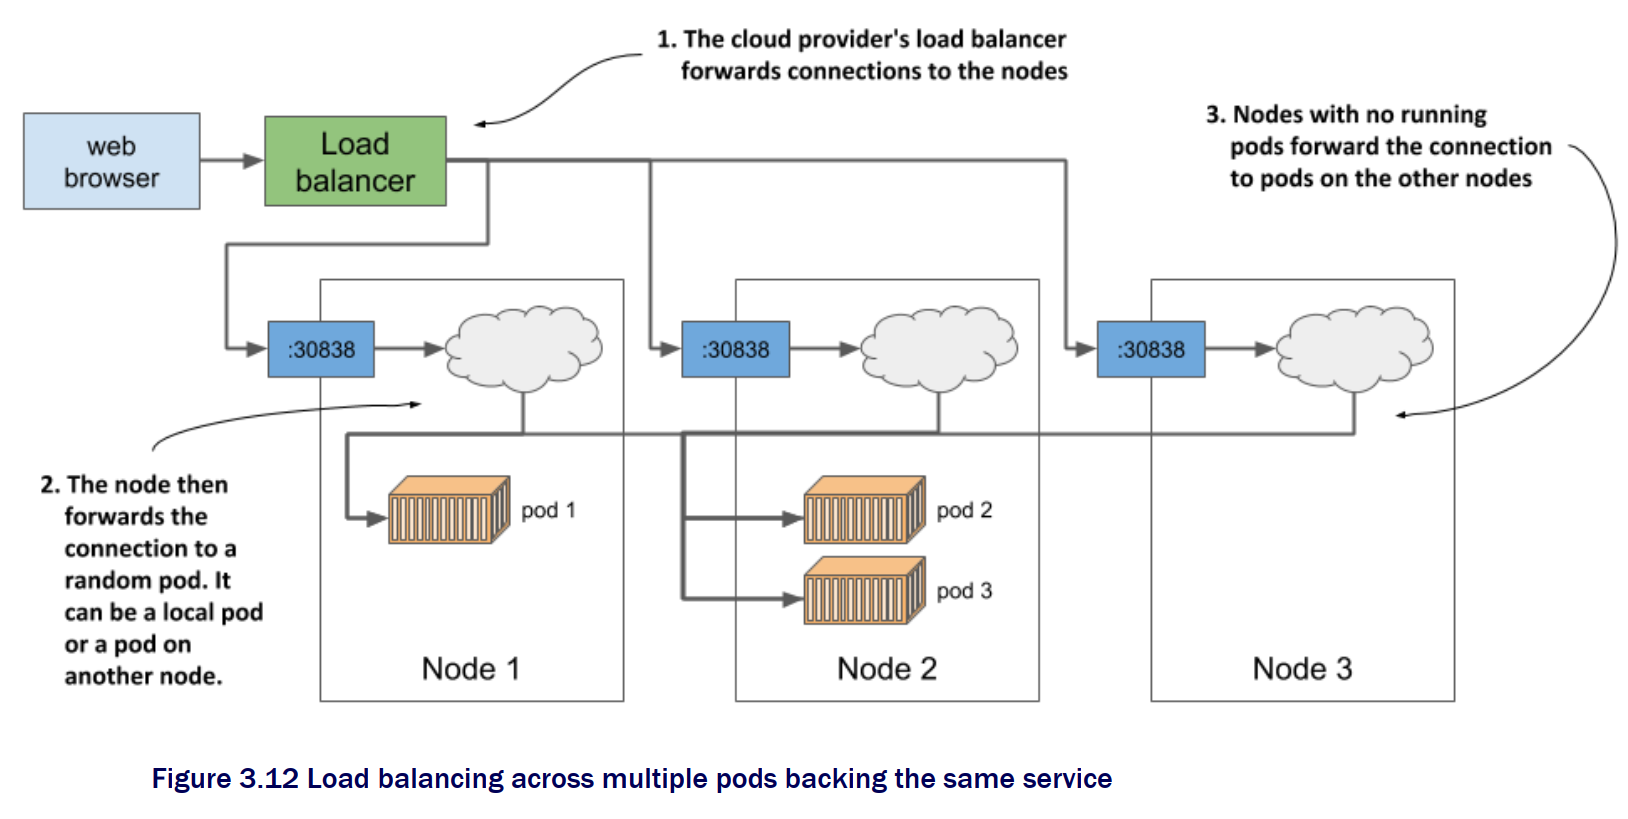 1. The cloud provider's load balancer
forwards connections to the nodes
web
browser
Load
balancer
3. Nodes with no running
pods forward the connection
to pods on the other nodes
:30838
:30838
:30838
2. The node then
forwards the
connection to a
random pod. It
can be a local pod
or a pod on
another node.
pod 1
pod 2
pod 3
Node 1
Node 2
Node 3
Figure 3.12 Load balancing across multiple pods backing the same service